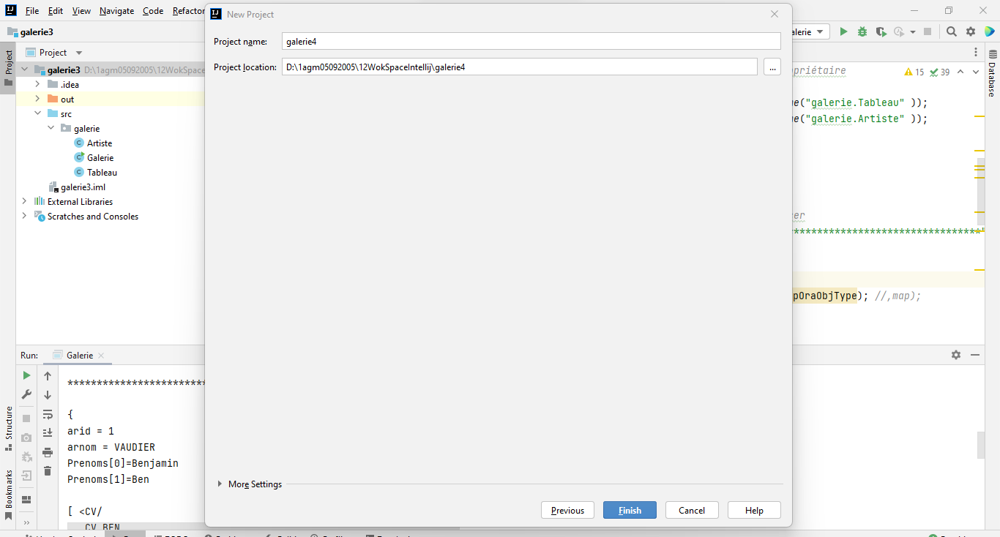 File Edit View Navigate Code Refactor
New Project
galerie3
Project name: galerie4
Project location: D:\1agm05092005\12WokSpaceIntellij\galerie4 ...
alerie
Project
Project
galerie3 D:\1agm05092005\12WokSpace
.idea
out
src
galerie
Artiste
Galerie
Tableau
galerie3.iml
External Libraries
Scratches and Consoles
priétaire
15 39
Database
e("galerie.Tableau" ));
e("galerie.Artiste" ));
er
********************************
pOraObjType); //,map);
Run: Galerie
************************
{
arid = 1
arnom = VAUDIER
Prenoms[0]=Benjamin
Prenoms[1]=Ben
[ <CV/
CV BEN
Structure
Bookmarks
More Settings
Previous Finish Cancel Help